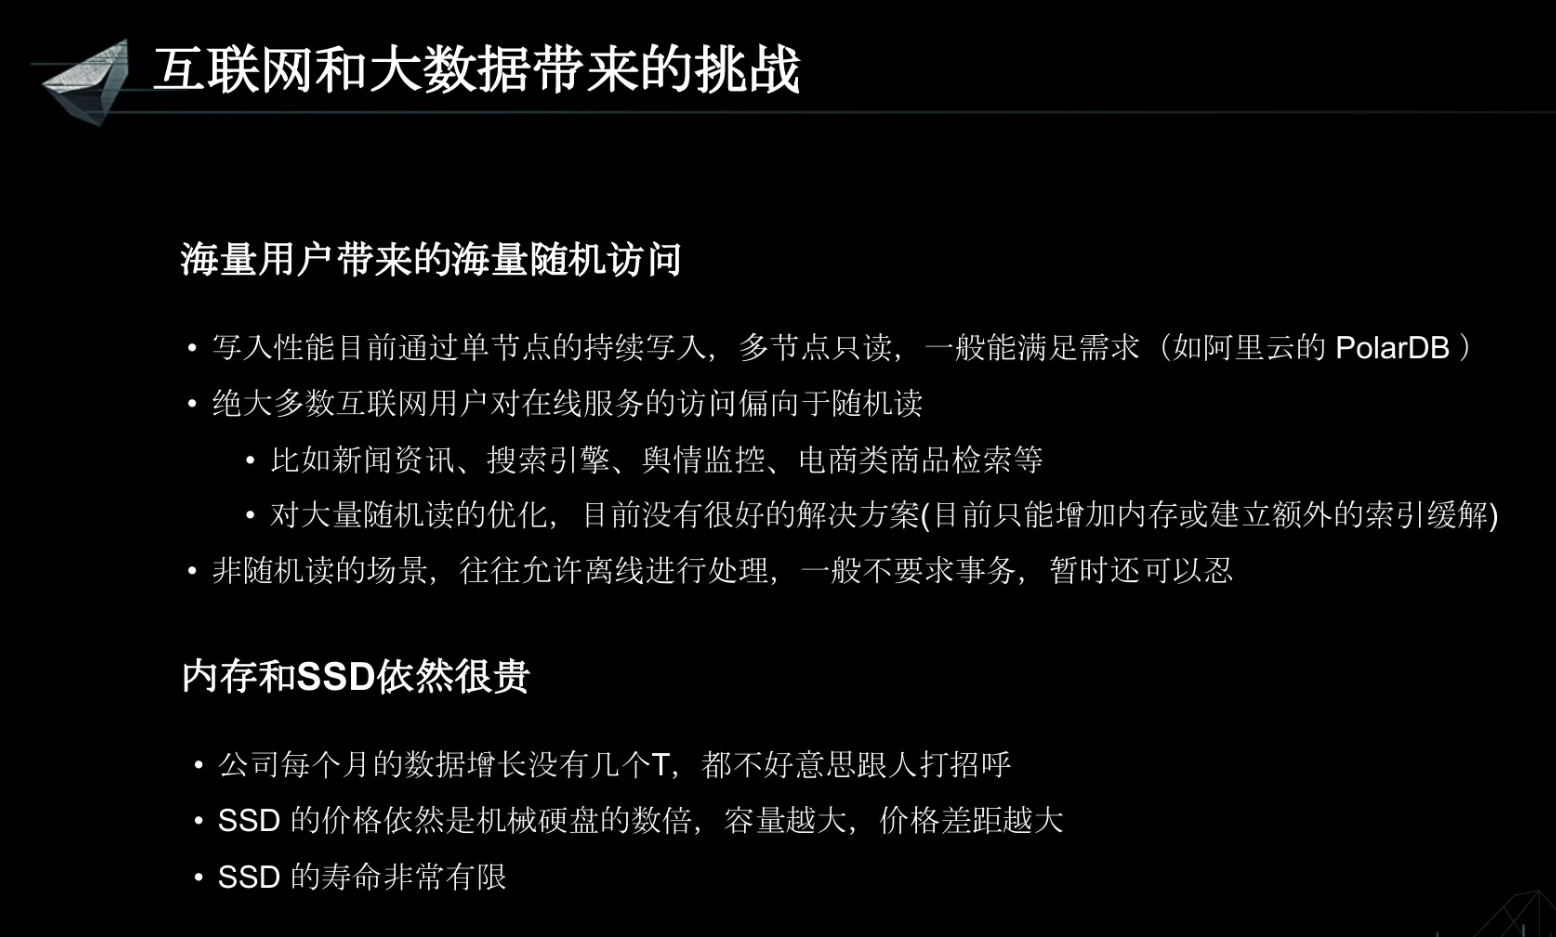 互联网和大数据带来的挑战
海量用户带来的海量随机访问
• 写入性能目前通过单节点的持续写入，多节点只读，一般能满足需求（如阿里云的 PolarDB ）
• 绝大多数互联网用户对在线服务的访问偏向于随机读
• 比如新闻资讯、搜索引擎、舆情监控、电商类商品检索等
• 对大量随机读的优化，目前没有很好的解决方案(目前只能增加内存或建立额外的索引缓解)
• 非随机读的场景，往往允许离线进行处理，一般不要求事务，暂时还可以忍
内存和SSD依然很贵
• 公司每个月的数据增长没有几个T，都不好意思跟人打招呼
• SSD 的价格依然是机械硬盘的数倍，容量越大，价格差距越大
• SSD 的寿命非常有限